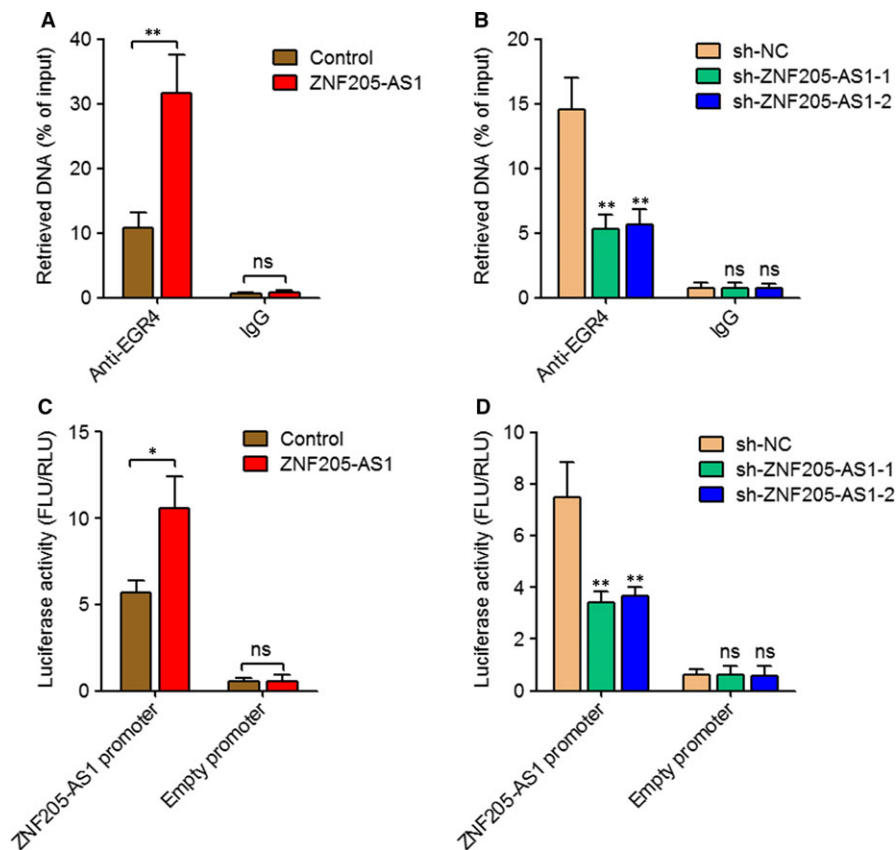 A
Retrieved DNA (% of input)
40
30
20
10
0
**
ns
Control
ZNF205-AS1
Anti-EGR4
IgG
B
Retrieved DNA (% of input)
20
15
10
5
0
** **
ns ns
sh-NC
sh-ZNF205-AS1-1
sh-ZNF205-AS1-2
Anti-EGR4
IgG
C
Luciferase activity (FLU/RLU)
15
10
5
0
*
ns
Control
ZNF205-AS1
ZNF205-AS1 promoter
Empty promoter
D
Luciferase activity (FLU/RLU)
10
8
6
4
2
0
** **
ns ns
sh-NC
sh-ZNF205-AS1-1
sh-ZNF205-AS1-2
ZNF205-AS1 promoter
Empty promoter